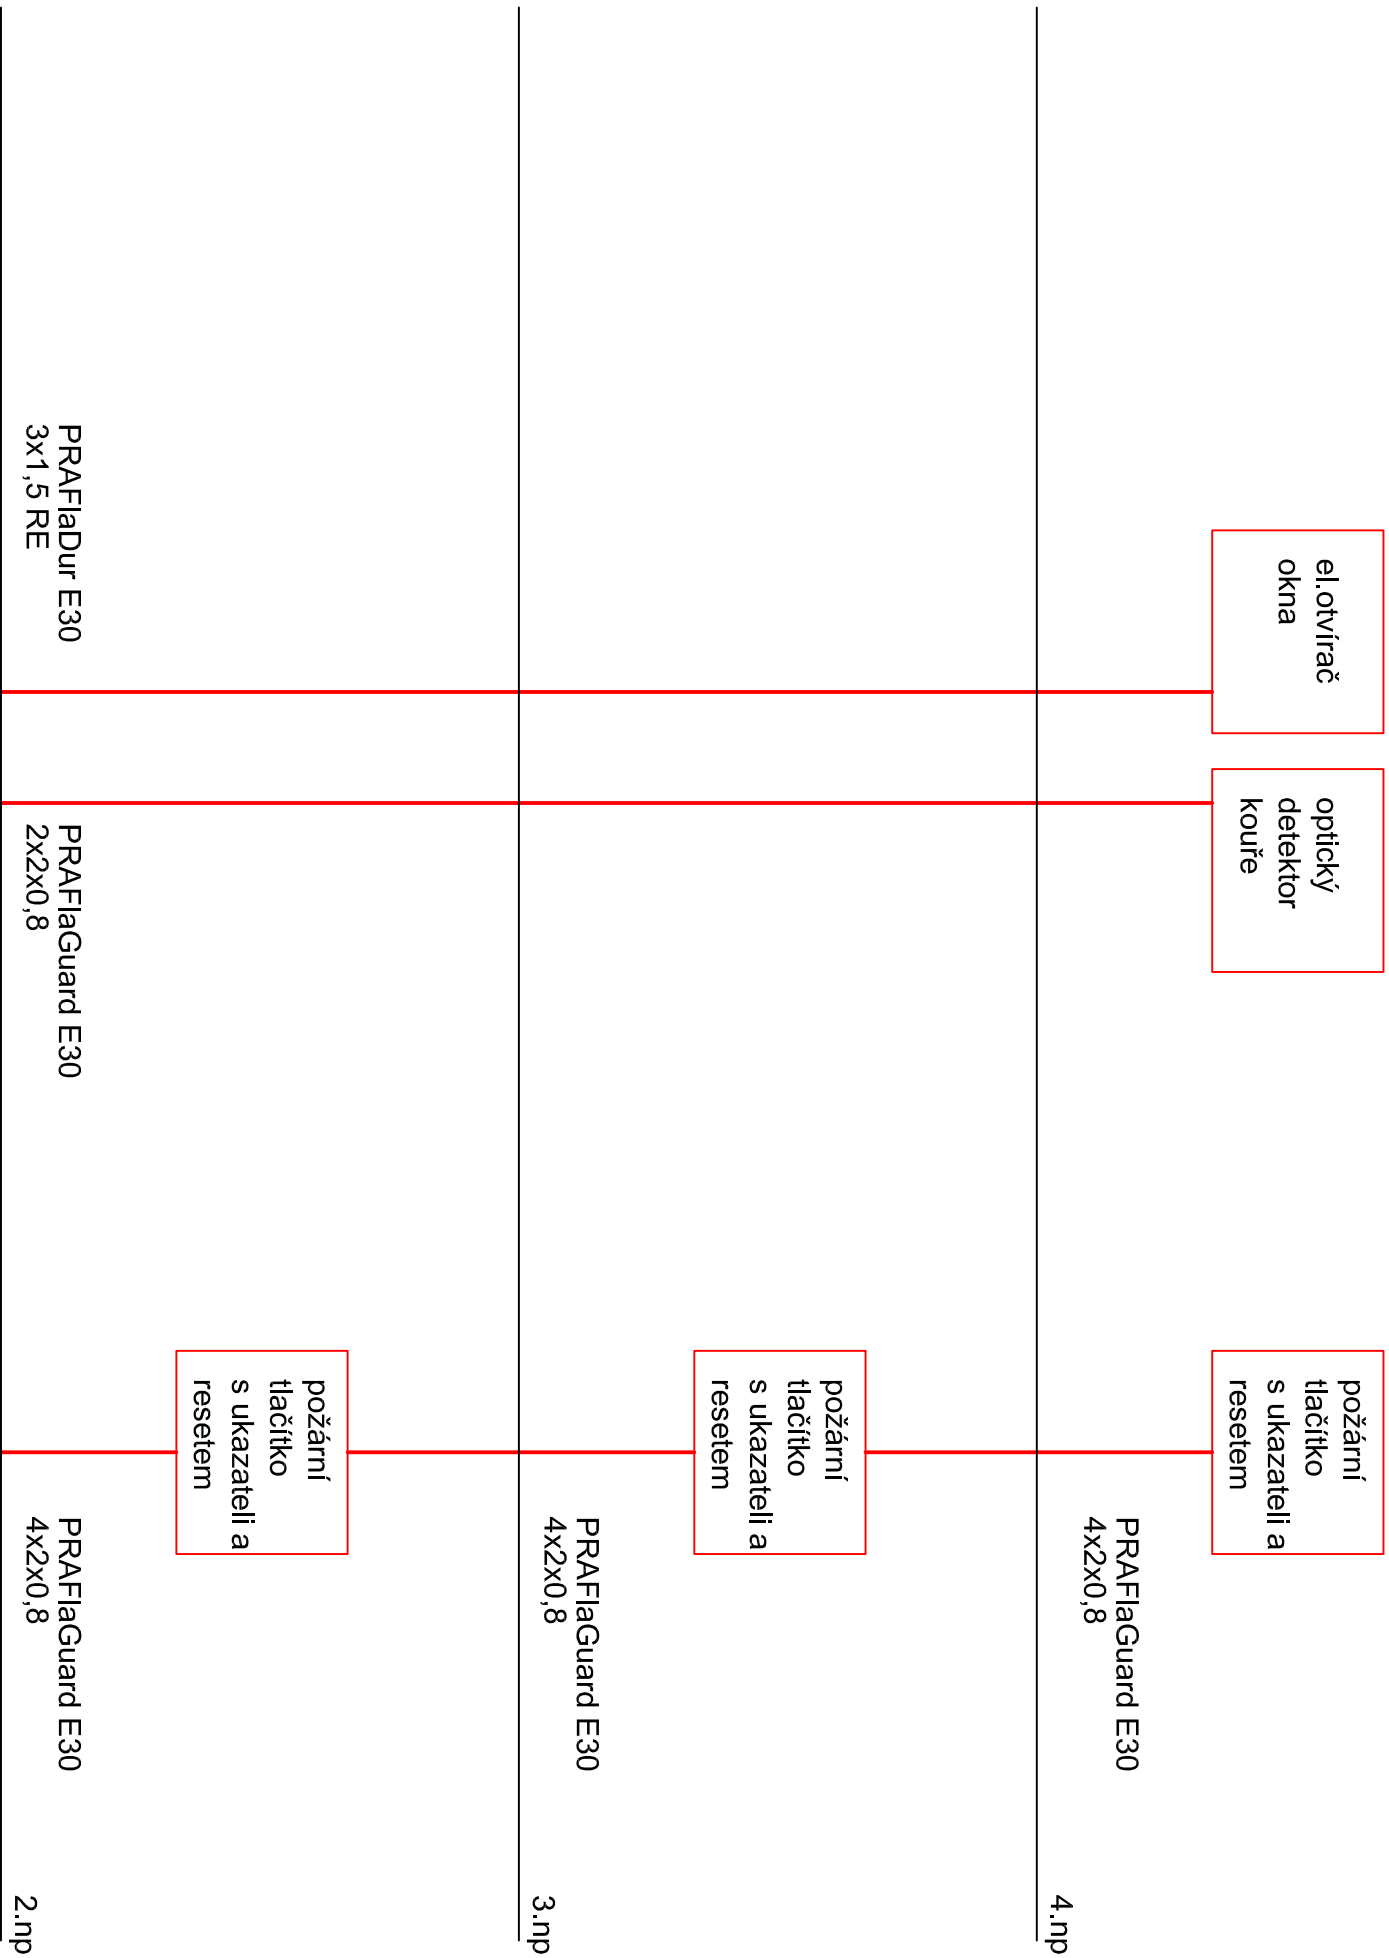 el.otvírač
okna
optický
detektor
kouře
požární
tlačítko
s ukazateli a
resetem
PRAFlaGuard E30
4x2x0,8
4.np
požární
tlačítko
s ukazateli a
resetem
PRAFlaGuard E30
4x2x0,8
3.np
požární
tlačítko
s ukazateli a
resetem
PRAFlaDur E30
3x1,5 RE
PRAFlaGuard E30
2x2x0,8
PRAFlaGuard E30
4x2x0,8
2.np